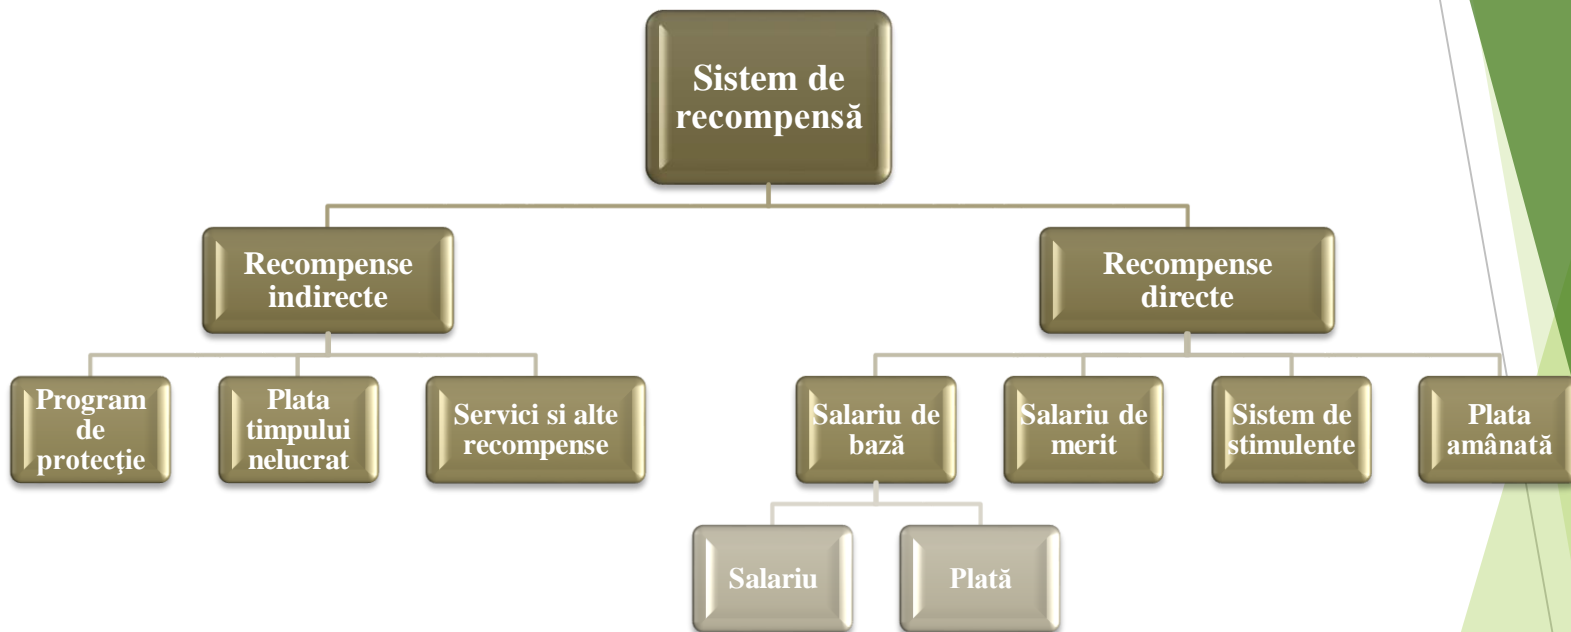 Sistem de
recompensă
Recompense
indirecte
Recompense
directe
Program
de
protecţie
Plata
timpului
nelucrat
Servici si alte
recompense
Salariu de
bază
Salariu de
merit
Sistem de
stimulente
Plata
amânată
Salariu
Plată